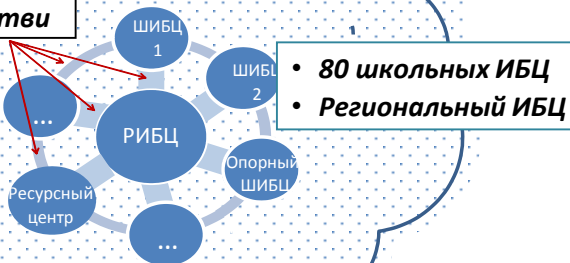 тви
ШИБЦ
1
ШИБЦ
2
• 80 школьных ИБЦ
• Региональный ИБЦ
...
РИБЦ
Опорный
ШИБЦ
Ресурсный
центр
...